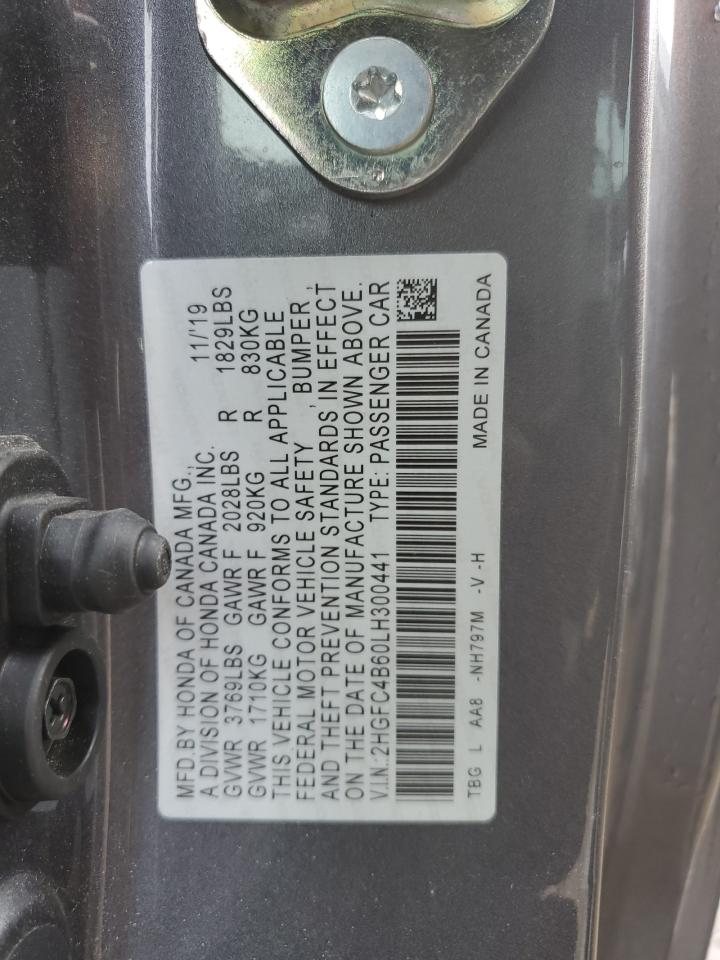 MFD.BY HONDA OF CANADA MFG., 11/'19
A DIVISION OF HONDA CANADA INC.
GVWR 3769LBS GAWR F 2028LBS R 1829LBS
GVWR 1710KG GAWR F 920KG R 830KG
THIS VEHICLE CONFORMS TO ALL APPLICABLE
FEDERAL MOTOR VEHICLE SAFETY , BUMPER ,
AND THEFT PREVENTION STANDARDS IN EFFECT
ON THE DATE OF MANUFACTURE SHOWN ABOVE.
V.I.N.:2HGFC4B60LH300441 TYPE: PASSENGER CAR
TBG L AA8 -NH797M -V -H MADE IN CANADA